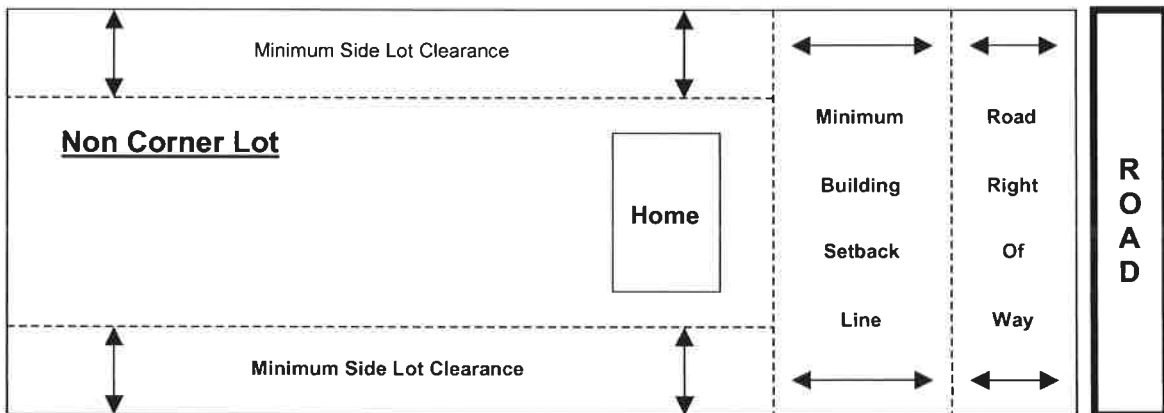 Minimum Side Lot Clearance
Non Corner Lot
Home
Minimum
Building
Setback
Line
Road
Right
Of
Way
ROAD
Minimum Side Lot Clearance